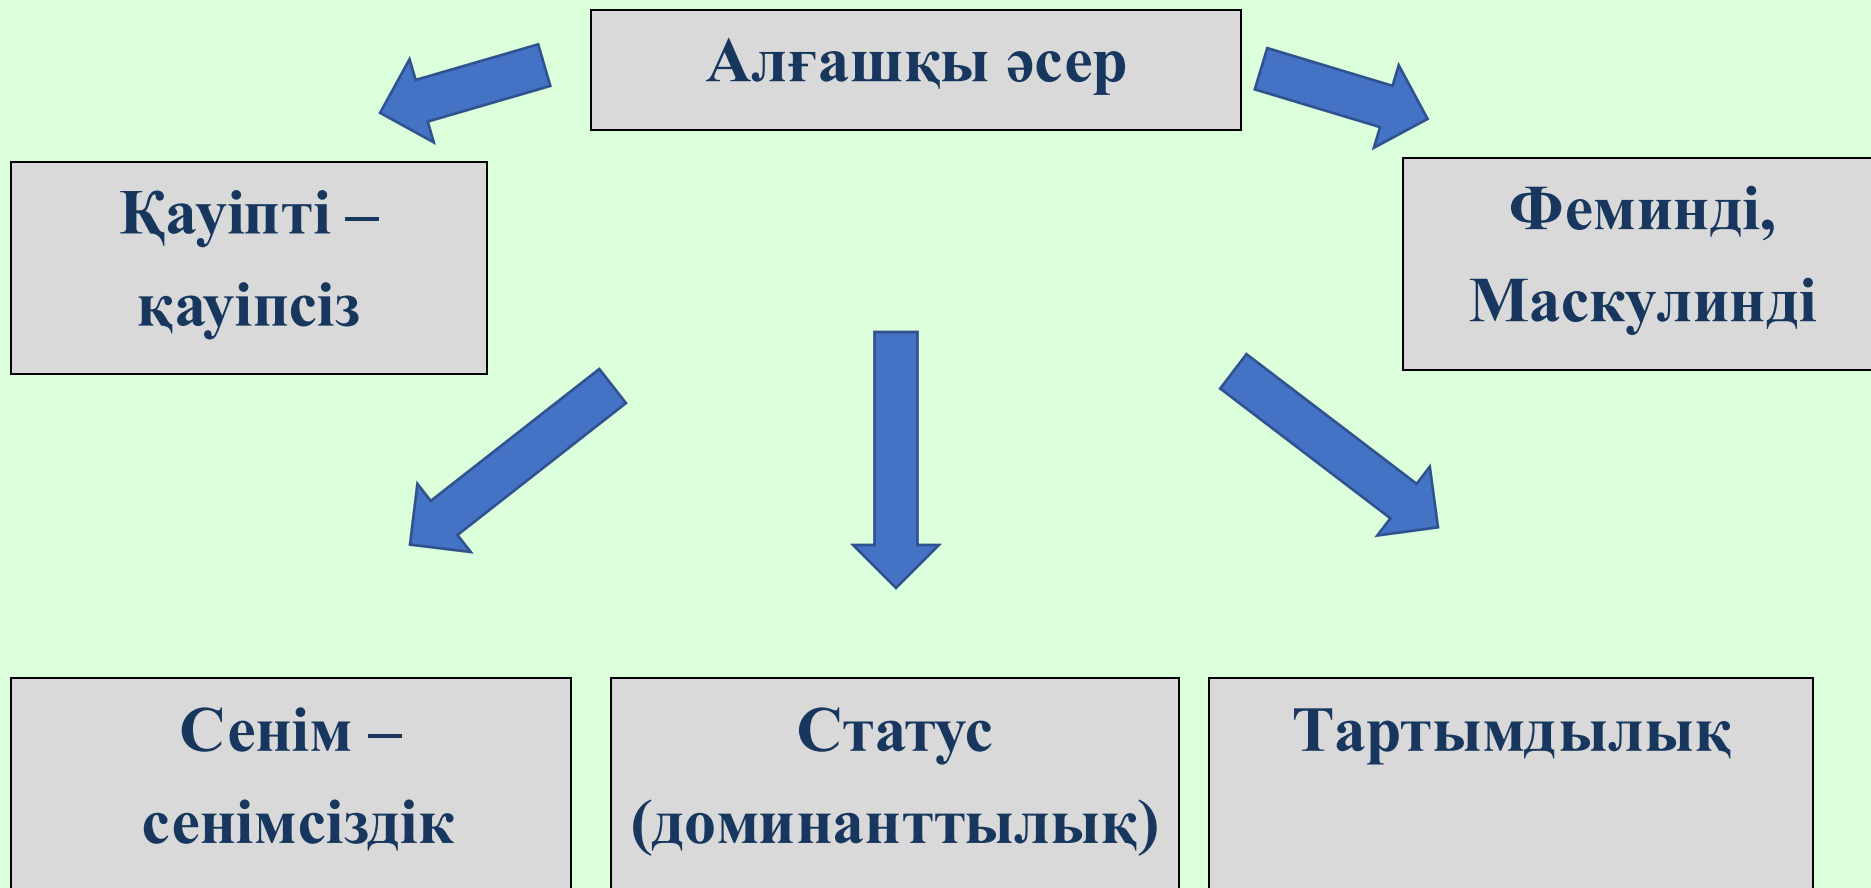 Алғашқы әсер
Қауіпті –
қауіпсіз
Феминді,
Маскулинді
Сенім –
сенімсіздік
Статус
(доминанттылық)
Тартымдылық